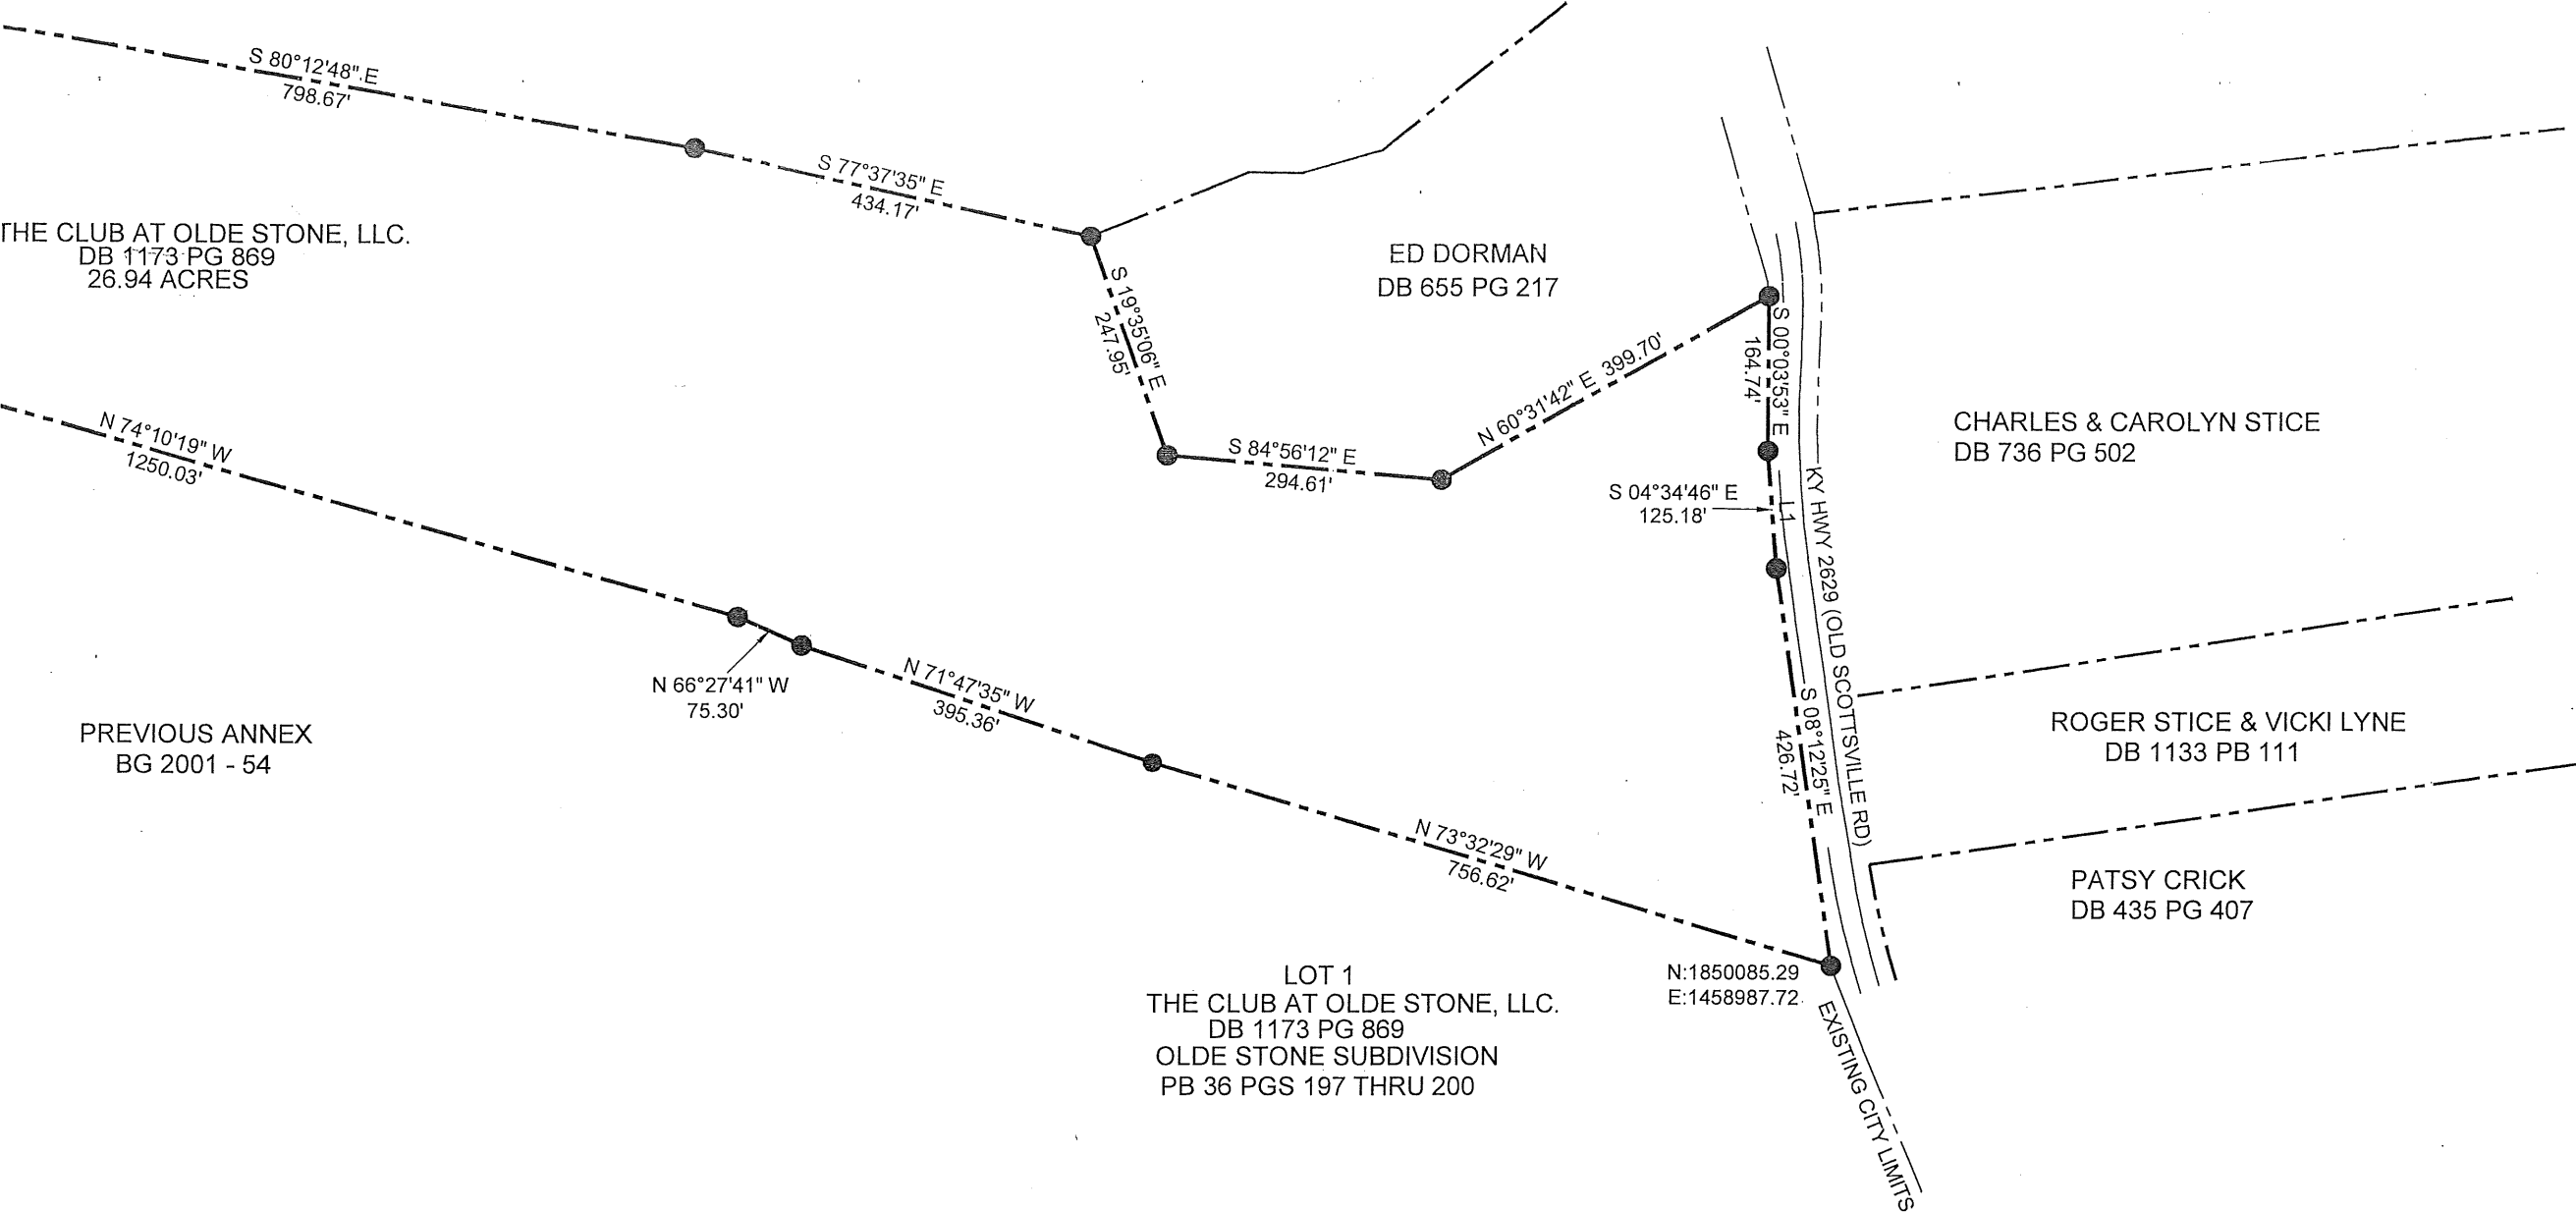 S 80°12'48" E
798.67'
S 77°37'35" E
434.17'
THE CLUB AT OLDE STONE, LLC.
DB 1173 PG 869
26.94 ACRES
ED DORMAN
DB 655 PG 217
S 19°35'06" E
247.95'
S 84°56'12" E
294.61'
N 60°31'42" E 399.70'
S 00°03'53" E
164.74'
S 04°34'46" E
125.18'
L1
KY HWY 2629 (OLD SCOTTSVILLE RD)
CHARLES & CAROLYN STICE
DB 736 PG 502
N 74°10'19" W
1250.03'
N 66°27'41" W
75.30'
N 71°47'35" W
395.36'
S 08°12'25" E
426.72'
ROGER STICE & VICKI LYNE
DB 1133 PB 111
PREVIOUS ANNEX
BG 2001 - 54
N 73°32'29" W
756.62'
PATSY CRICK
DB 435 PG 407
N:1850085.29
E:1458987.72
LOT 1
THE CLUB AT OLDE STONE, LLC.
DB 1173 PG 869
OLDE STONE SUBDIVISION
PB 36 PGS 197 THRU 200
EXISTING CITY LIMITS